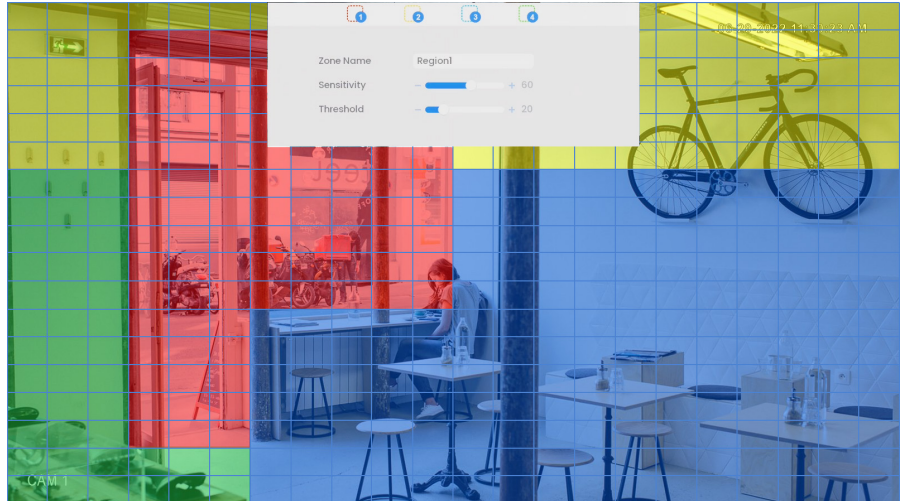 1 2 3 4
Zone Name Region1
Sensitivity - + 60
Threshold - + 20
CAM 1